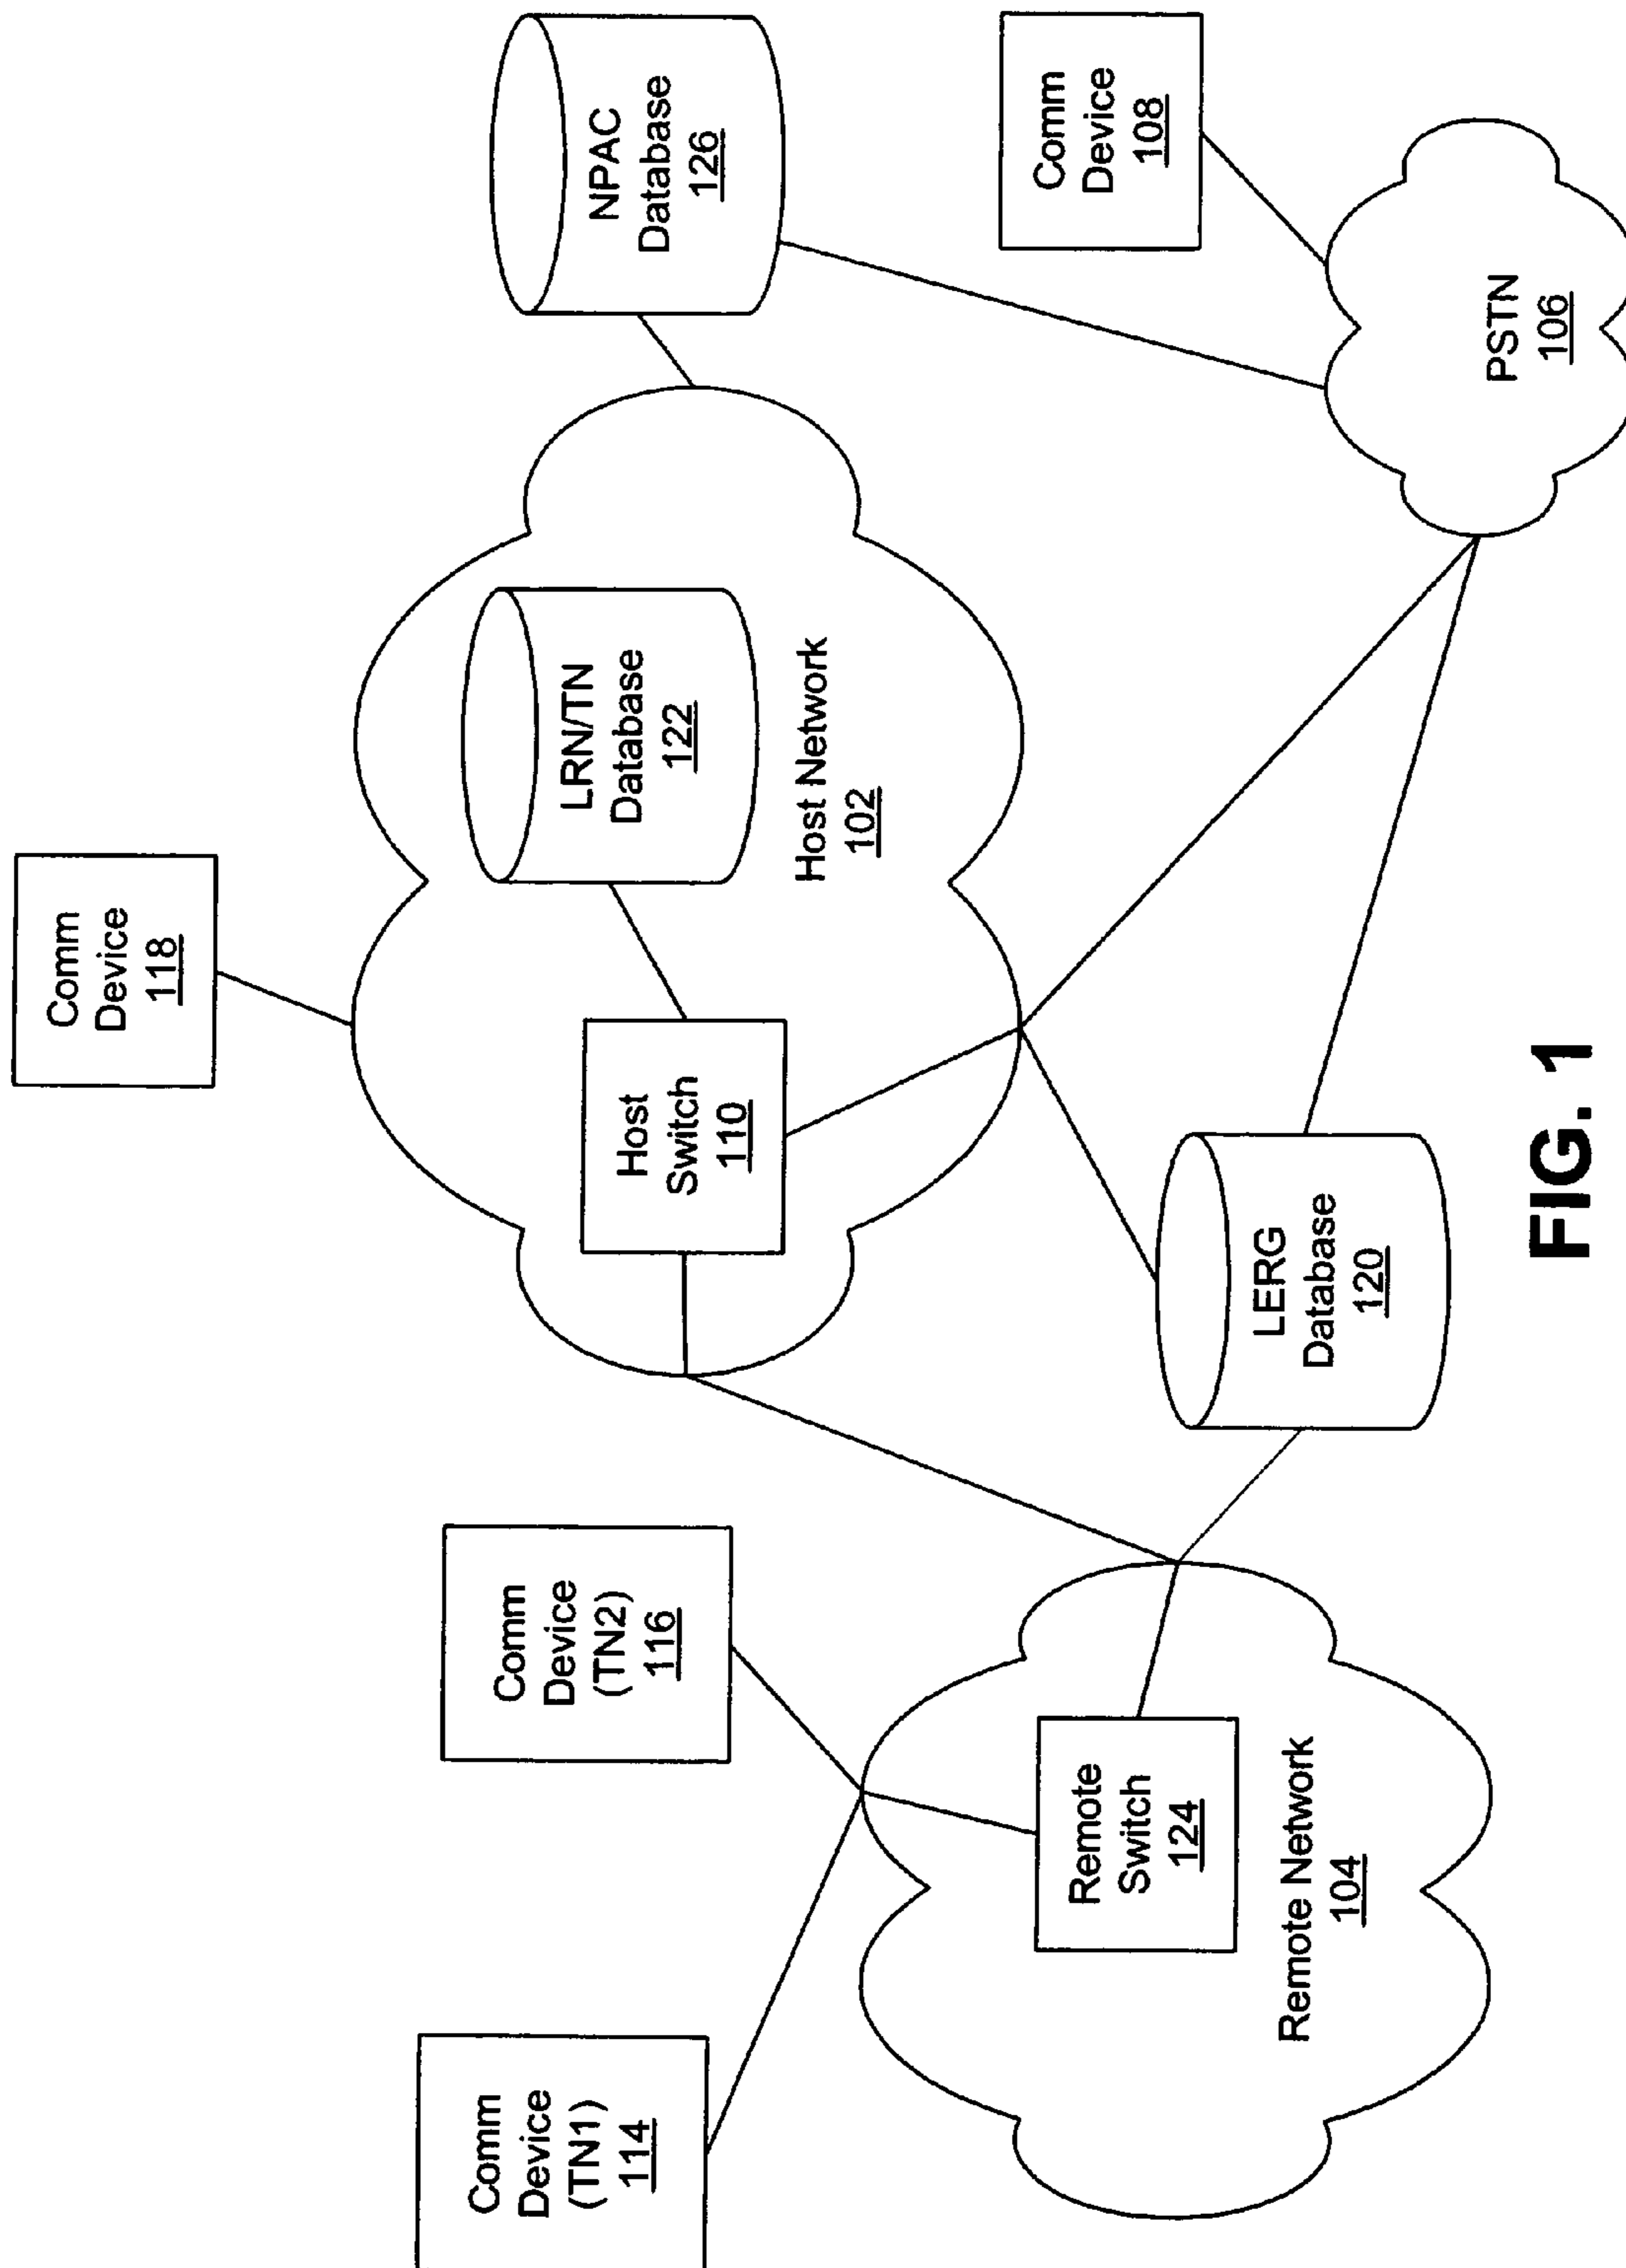 Comm
Device
(TN1)
114
Comm
Device
(TN2)
116
Comm
Device
118
Host
Switch
110
LRN/TN
Database
122
Host Network
102
NPAC
Database
126
Remote
Switch
124
Remote Network
104
LERG
Database
120
Comm
Device
108
PSTN
106
FIG. 1